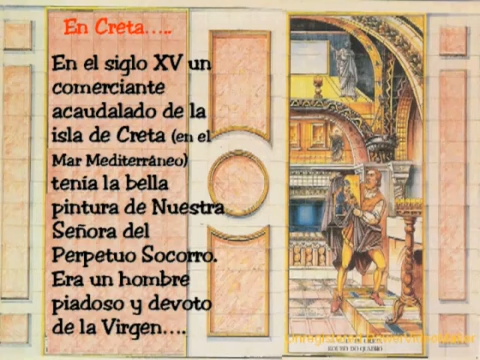 En Creta.....
En el siglo XV un
comerciante
acaudalado de la
isla de Creta (en el
Mar Mediterráneo)
tenía la bella
pintura de Nuestra
Señora del
Perpetuo Socorro.
Era un hombre
piadoso y devoto
de la Virgen....